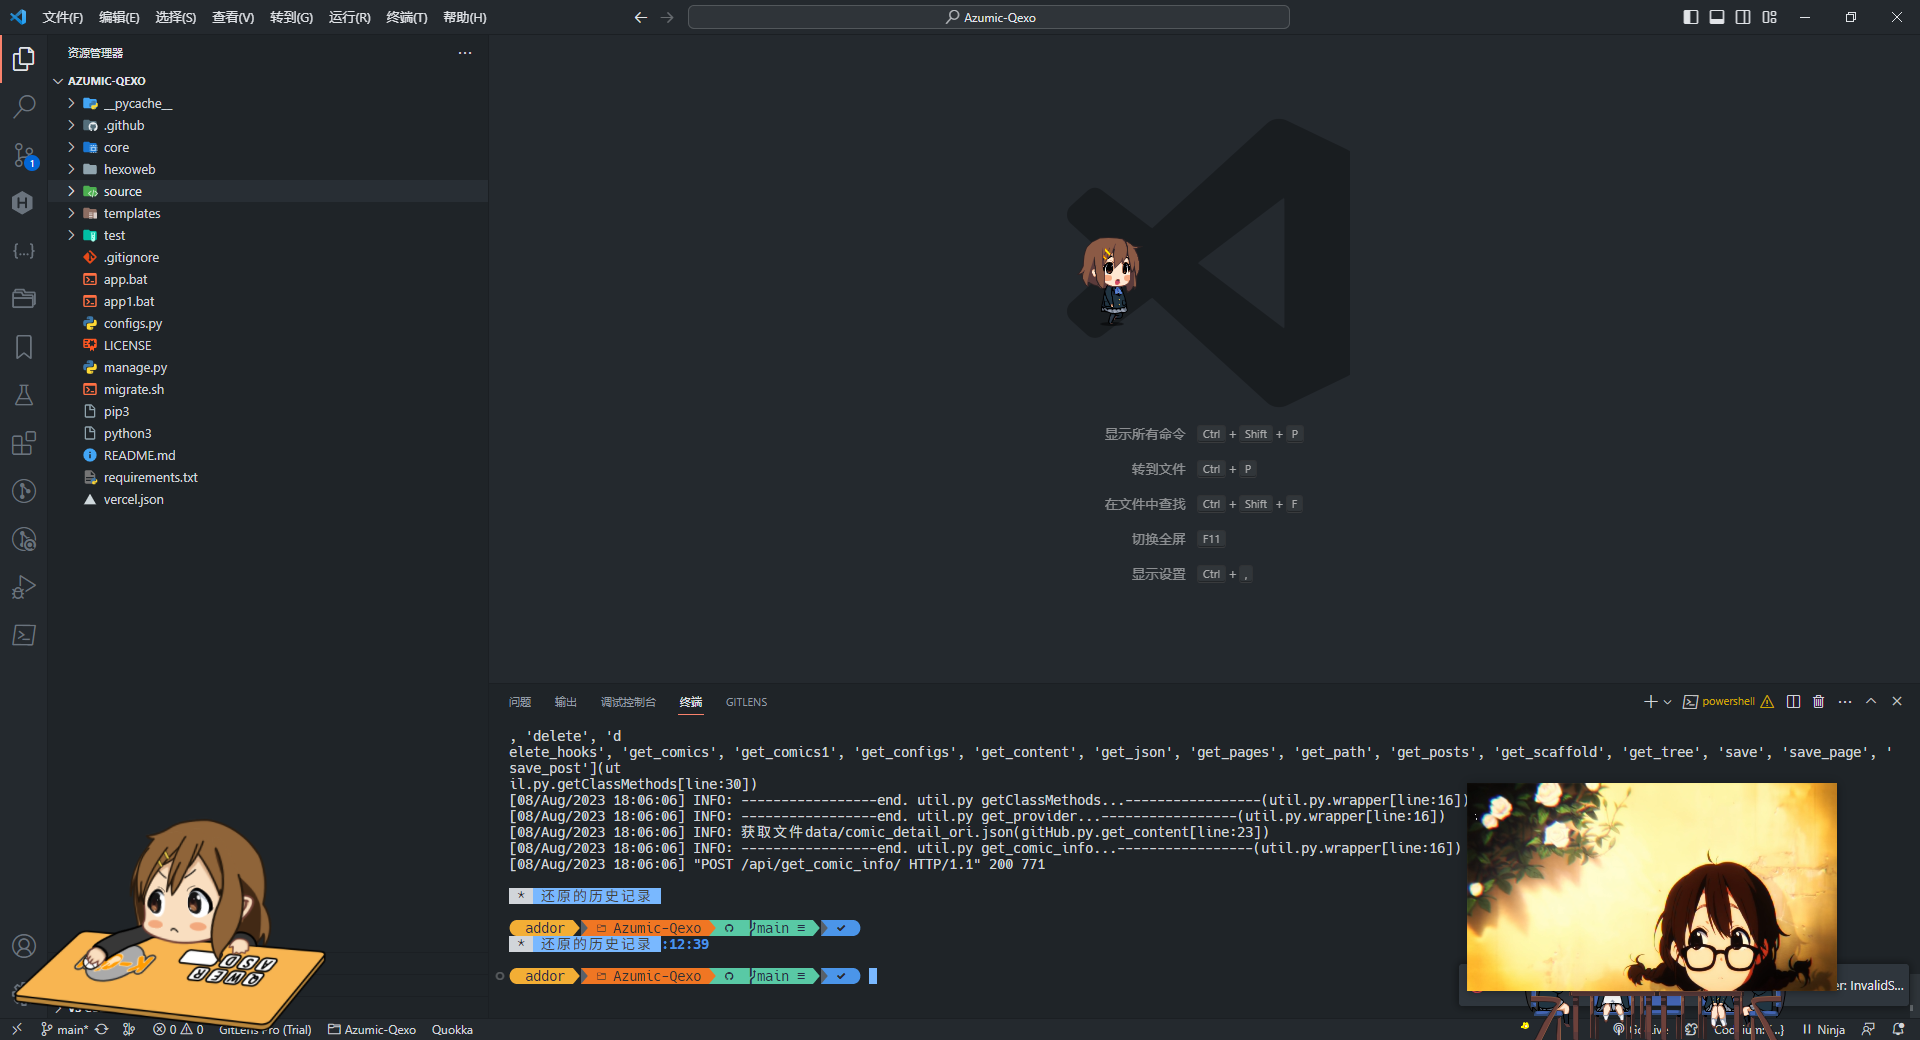 文件(F) 编辑(E) 选择(S) 查看(V) 转到(G) 运行(R) 终端(T) 帮助(H)
Azumic-Qexo
资源管理器
AZUMIC-QEXO
__pycache__
.github
core
hexoweb
source
templates
test
.gitignore
app.bat
app1.bat
configs.py
LICENSE
manage.py
migrate.sh
pip3
python3
README.md
requirements.txt
vercel.json
1
显示所有命令 Ctrl + Shift + P
转到文件 Ctrl + P
在文件中查找 Ctrl + Shift + F
切换全屏 F11
显示设置 Ctrl + ,
问题 输出 调试控制台 终端 GITLENS
powershell
, 'delete', 'd
elete_hooks', 'get_comics', 'get_comics1', 'get_configs', 'get_content', 'get_json', 'get_pages', 'get_path', 'get_posts', 'get_scaffold', 'get_tree', 'save', 'save_page', '
save_post'](ut
il.py.getClassMethods[line:30])
[08/Aug/2023 18:06:06] INFO: -----------------end. util.py getClassMethods...-----------------(util.py.wrapper[line:16])
[08/Aug/2023 18:06:06] INFO: -----------------end. util.py get_provider...-----------------(util.py.wrapper[line:16])
[08/Aug/2023 18:06:06] INFO: 获取文件data/comic_detail_ori.json(gitHub.py.get_content[line:23])
[08/Aug/2023 18:06:06] INFO: -----------------end. util.py get_comic_info...-----------------(util.py.wrapper[line:16])
[08/Aug/2023 18:06:06] "POST /api/get_comic_info/ HTTP/1.1" 200 771
* 还原的历史记录
addor Azumic-Qexo main ≡
* 还原的历史记录 :12:39
addor Azumic-Qexo main ≡
er: InvalidS...
main* 0 0 GitLens Pro (Trial) Azumic-Qexo Quokka
Ninja